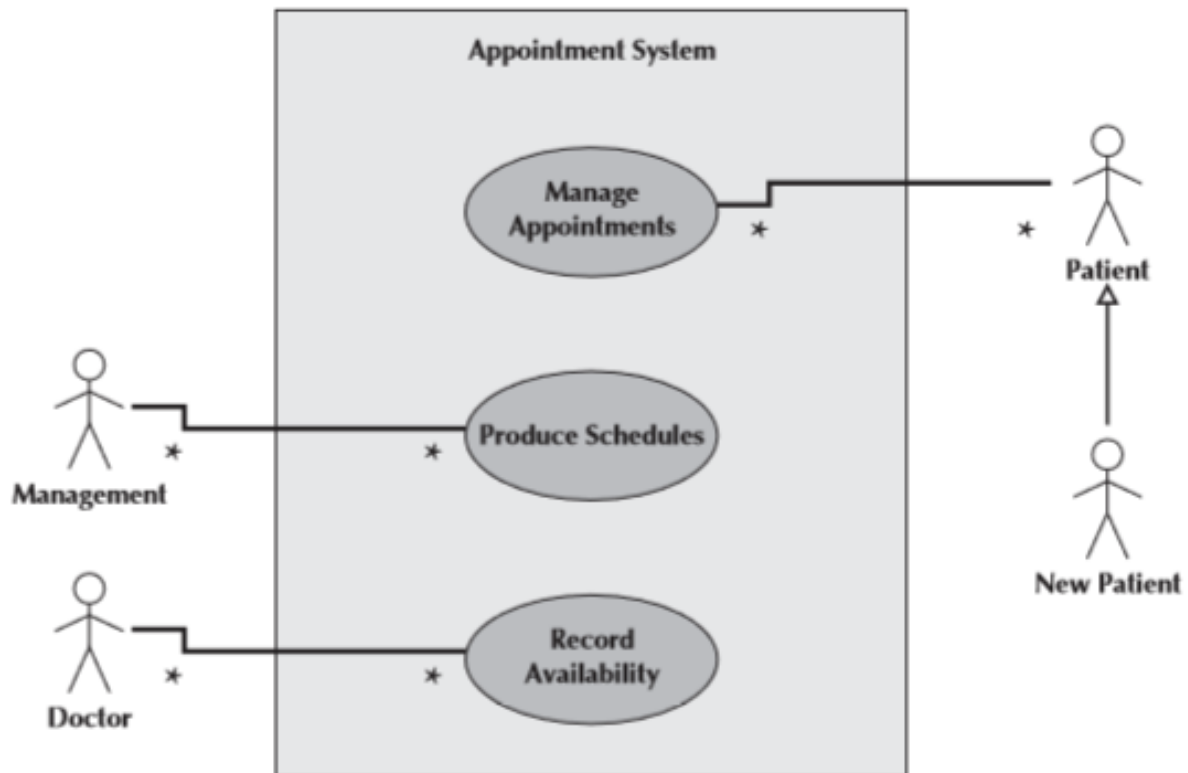 Appointment System
Manage
Appointments
*
*
Patient
Produce Schedules
*
*
Management
New Patient
Record
Availability
*
*
Doctor